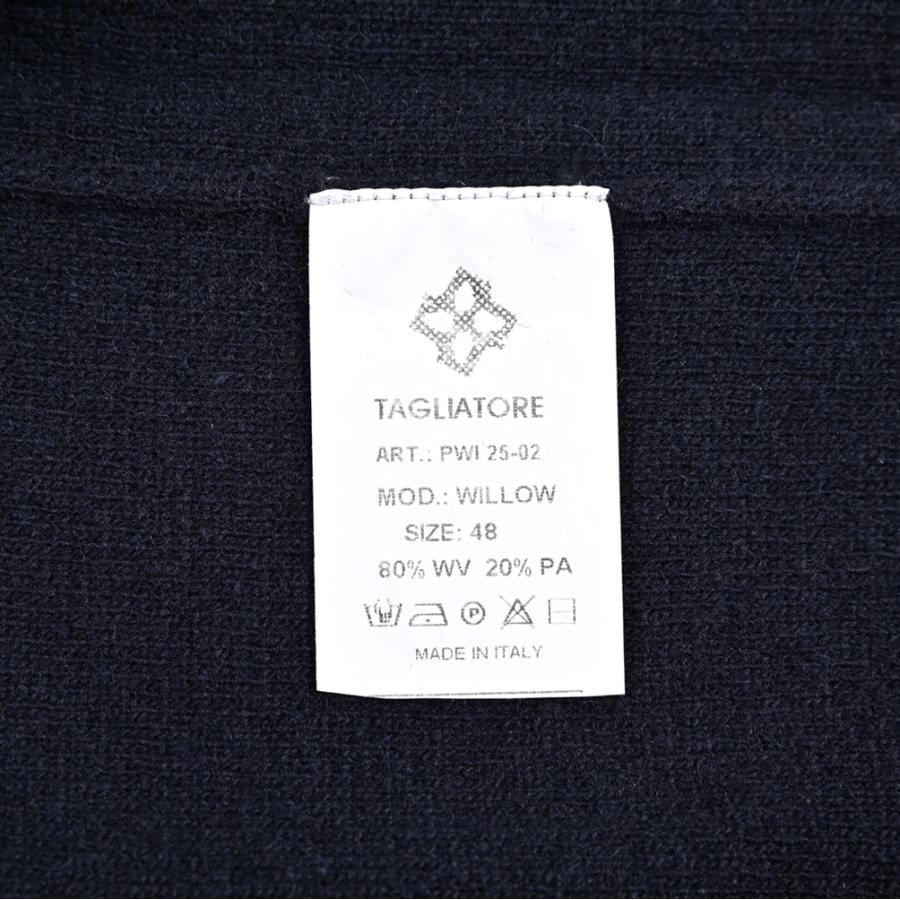 TAGLIATORE
ART.: PWI 25-02
MOD.: WILLOW
SIZE: 48
80% WV 20% PA
P
MADE IN ITALY